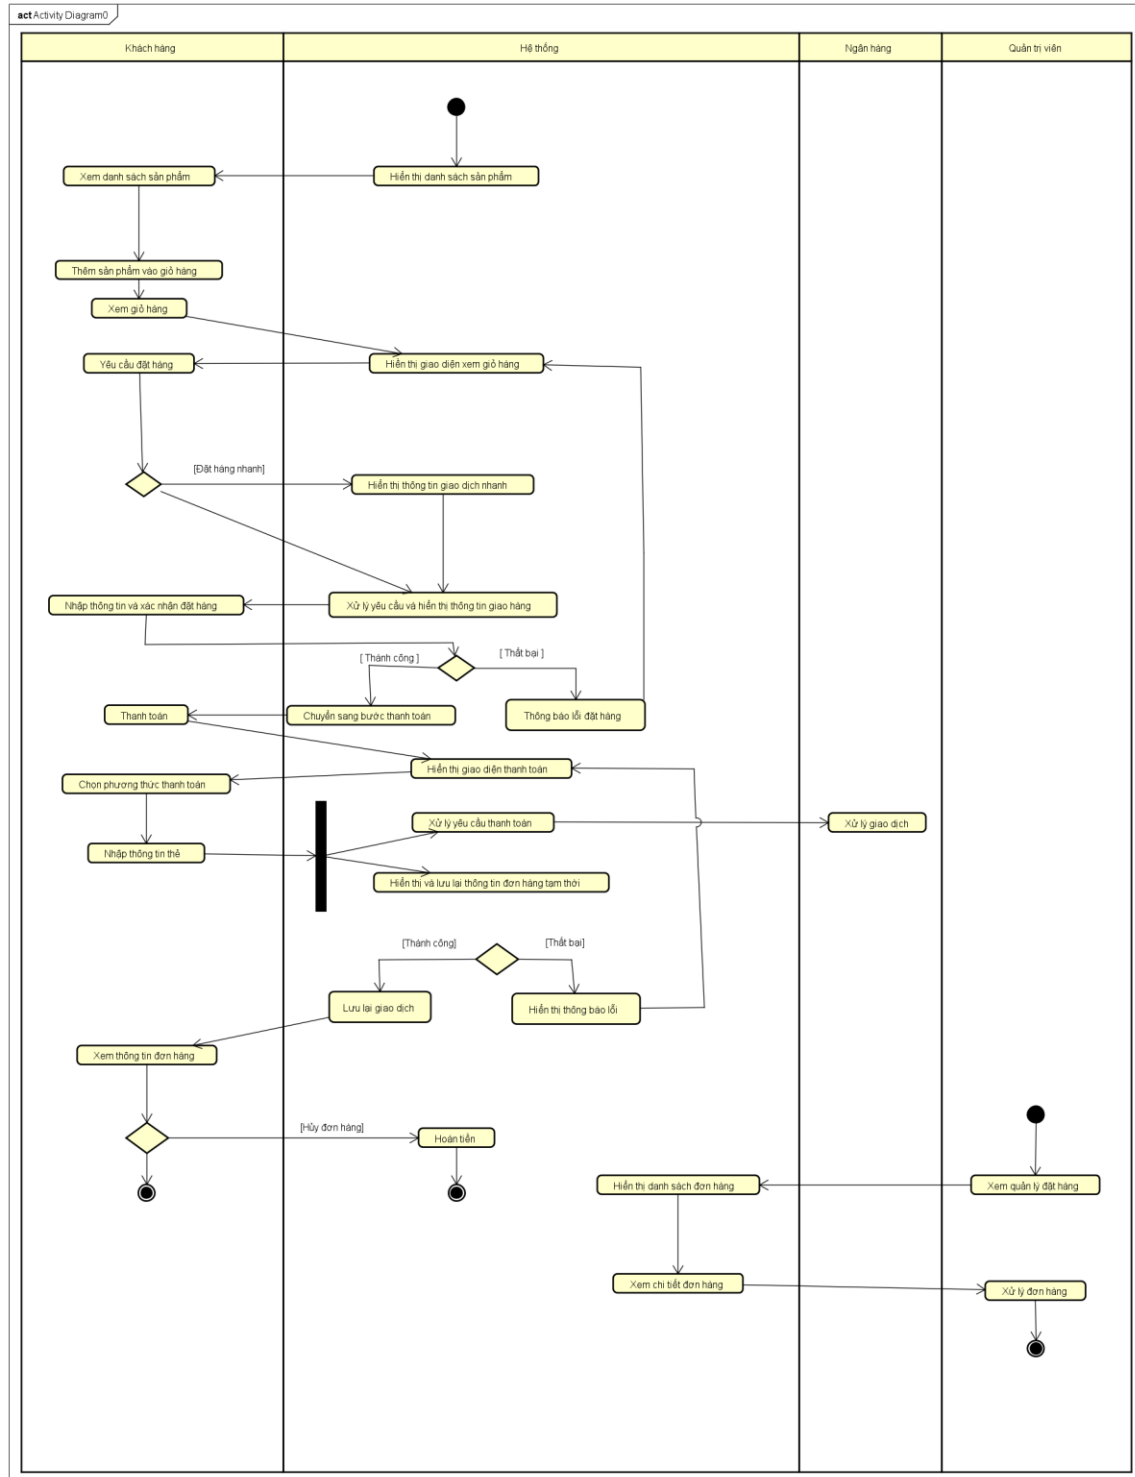 act Activity Diagram0
Khách hàng
Hệ thống
Ngân hàng
Quản trị viên
Xem danh sách sản phẩm
Hiển thị danh sách sản phẩm
Thêm sản phẩm vào giỏ hàng
Xem giỏ hàng
Yêu cầu đặt hàng
Hiển thị giao diện xem giỏ hàng
[Đặt hàng nhanh]
Hiển thị thông tin giao dịch nhanh
Nhập thông tin và xác nhận đặt hàng
Xử lý yêu cầu và hiển thị thông tin giao hàng
[ Thành công ]
[ Thất bại ]
Thanh toán
Chuyển sang bước thanh toán
Thông báo lỗi đặt hàng
Hiển thị giao diện thanh toán
Chọn phương thức thanh toán
Xử lý yêu cầu thanh toán
Xử lý giao dịch
Nhập thông tin thẻ
Hiển thị và lưu lại thông tin đơn hàng tạm thời
[Thành công]
[Thất bại]
Lưu lại giao dịch
Hiển thị thông báo lỗi
Xem thông tin đơn hàng
[Hủy đơn hàng]
Hoàn tiền
Hiển thị danh sách đơn hàng
Xem quản lý đặt hàng
Xem chi tiết đơn hàng
Xử lý đơn hàng